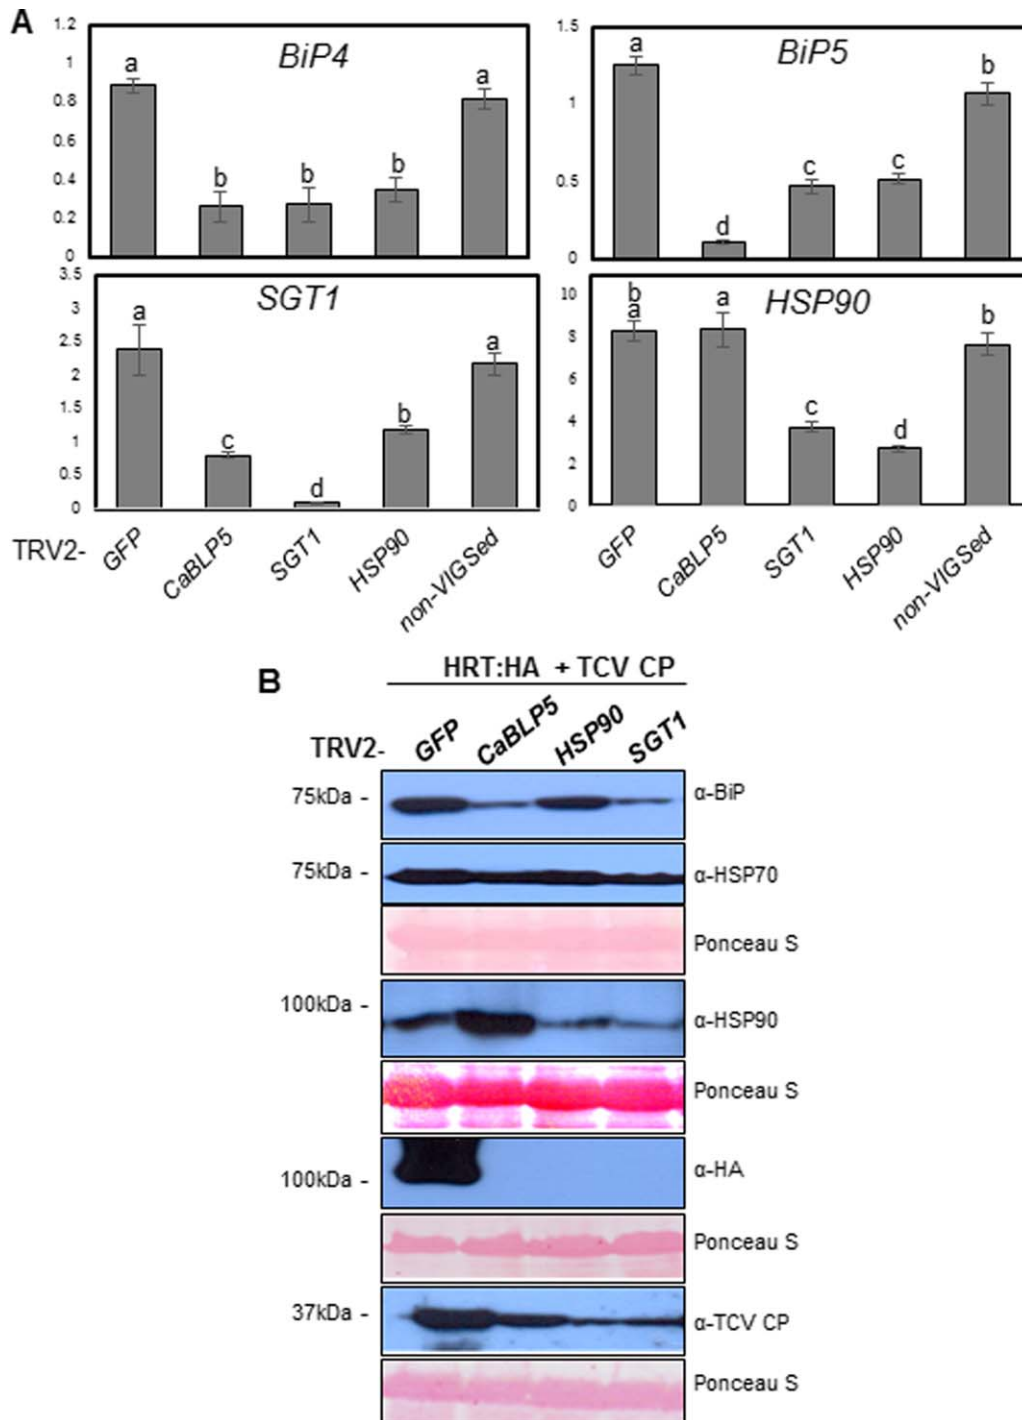 A
1.2
1
0.8
0.6
0.4
0.2
0
BiP4
a
b
b
b
a
1.5
1
0.5
0
BiP5
a
d
c
c
b
3.5
3
2.5
2
1.5
1
0.5
0
SGT1
a
c
d
b
a
10
8
6
4
2
0
HSP90
b
a
a
c
d
b
TRV2-
GFP
CaBLP5
SGT1
HSP90
non-VIGSed
GFP
CaBLP5
SGT1
HSP90
non-VIGSed
B
HRT:HA + TCV CP
TRV2-
GFP
CaBLP5
HSP90
SGT1
75kDa -
α-BiP
75kDa -
α-HSP70
Ponceau S
100kDa -
α-HSP90
Ponceau S
100kDa -
α-HA
Ponceau S
37kDa -
α-TCV CP
Ponceau S